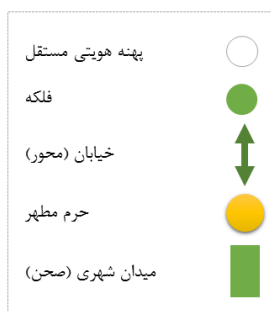 پهنه هویتی مستقل
فلکه
خیابان (محور)
حرم مطهر
میدان شهری (صحن)